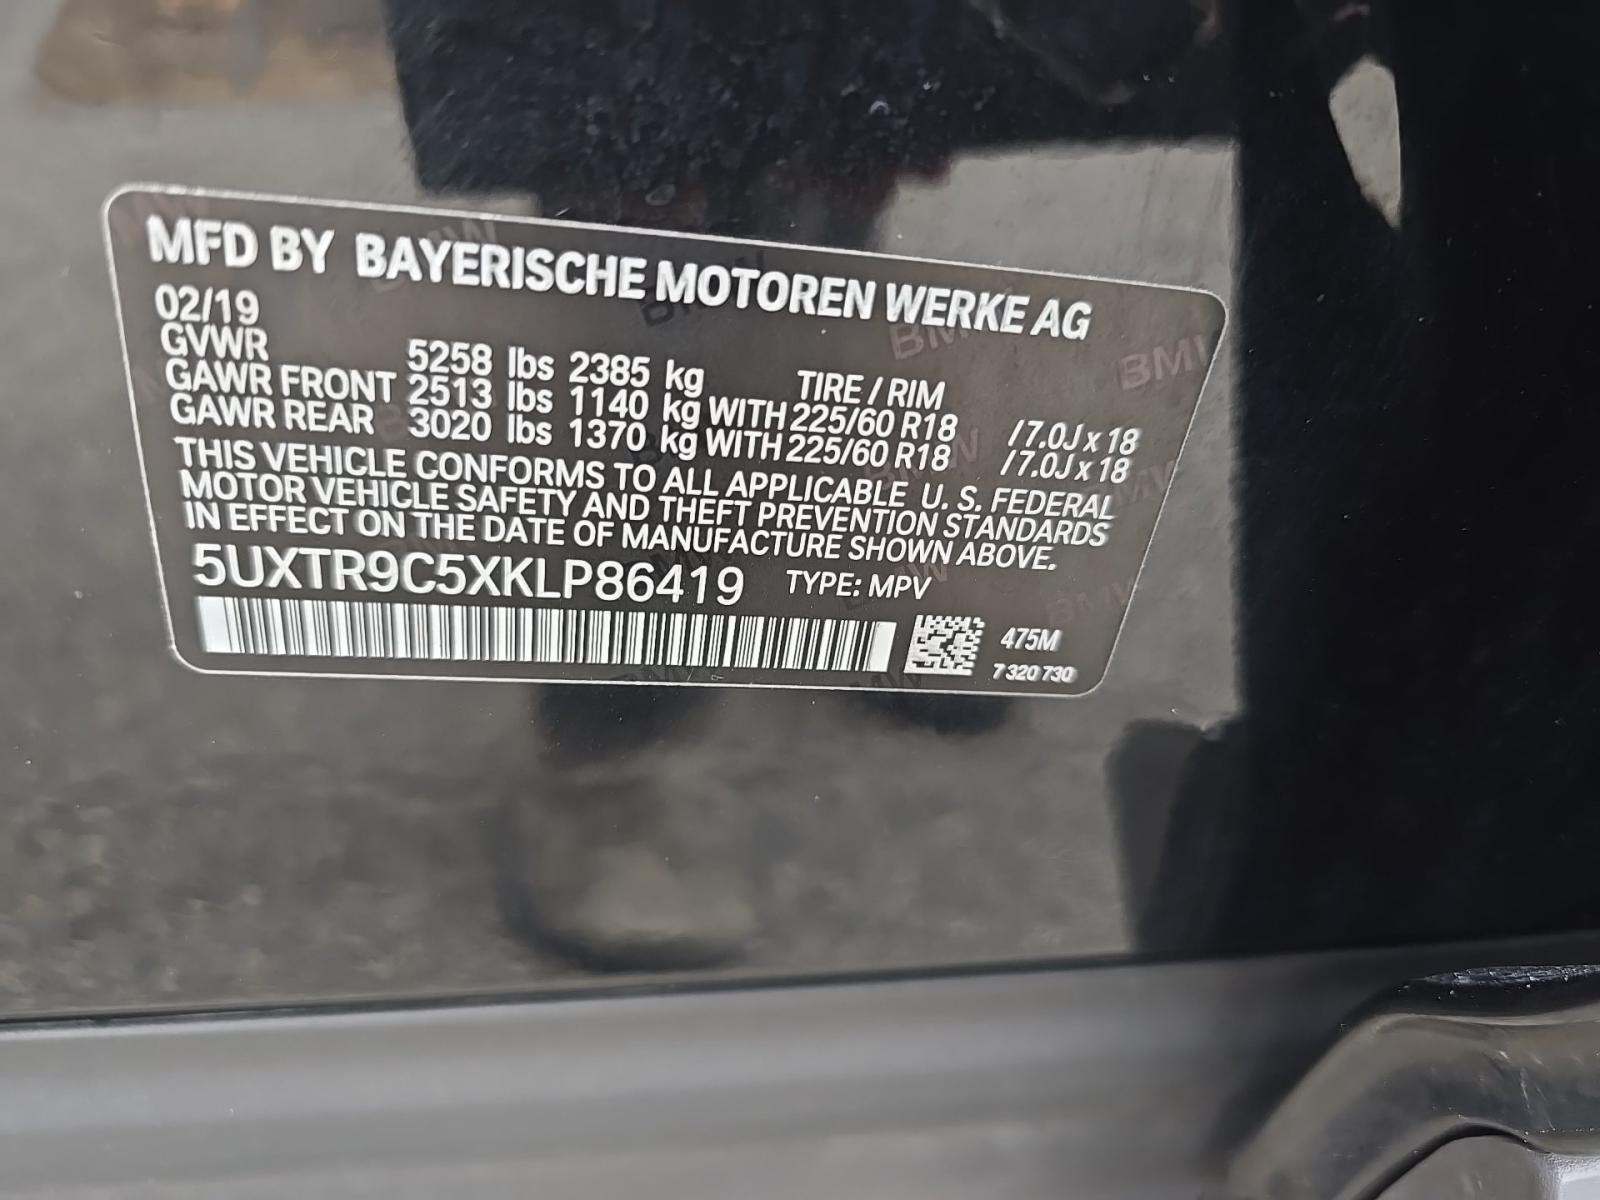 MFD BY BAYERISCHE MOTOREN WERKE AG
02/19
GVWR 5258 lbs 2385 kg TIRE / RIM
GAWR FRONT 2513 lbs 1140 kg WITH 225/60 R18 /7.0J x 18
GAWR REAR 3020 lbs 1370 kg WITH 225/60 R18 /7.0J x 18
THIS VEHICLE CONFORMS TO ALL APPLICABLE U. S. FEDERAL
MOTOR VEHICLE SAFETY AND THEFT PREVENTION STANDARDS
IN EFFECT ON THE DATE OF MANUFACTURE SHOWN ABOVE.
5UXTR9C5XKLP86419 TYPE: MPV
475M
7 320 730